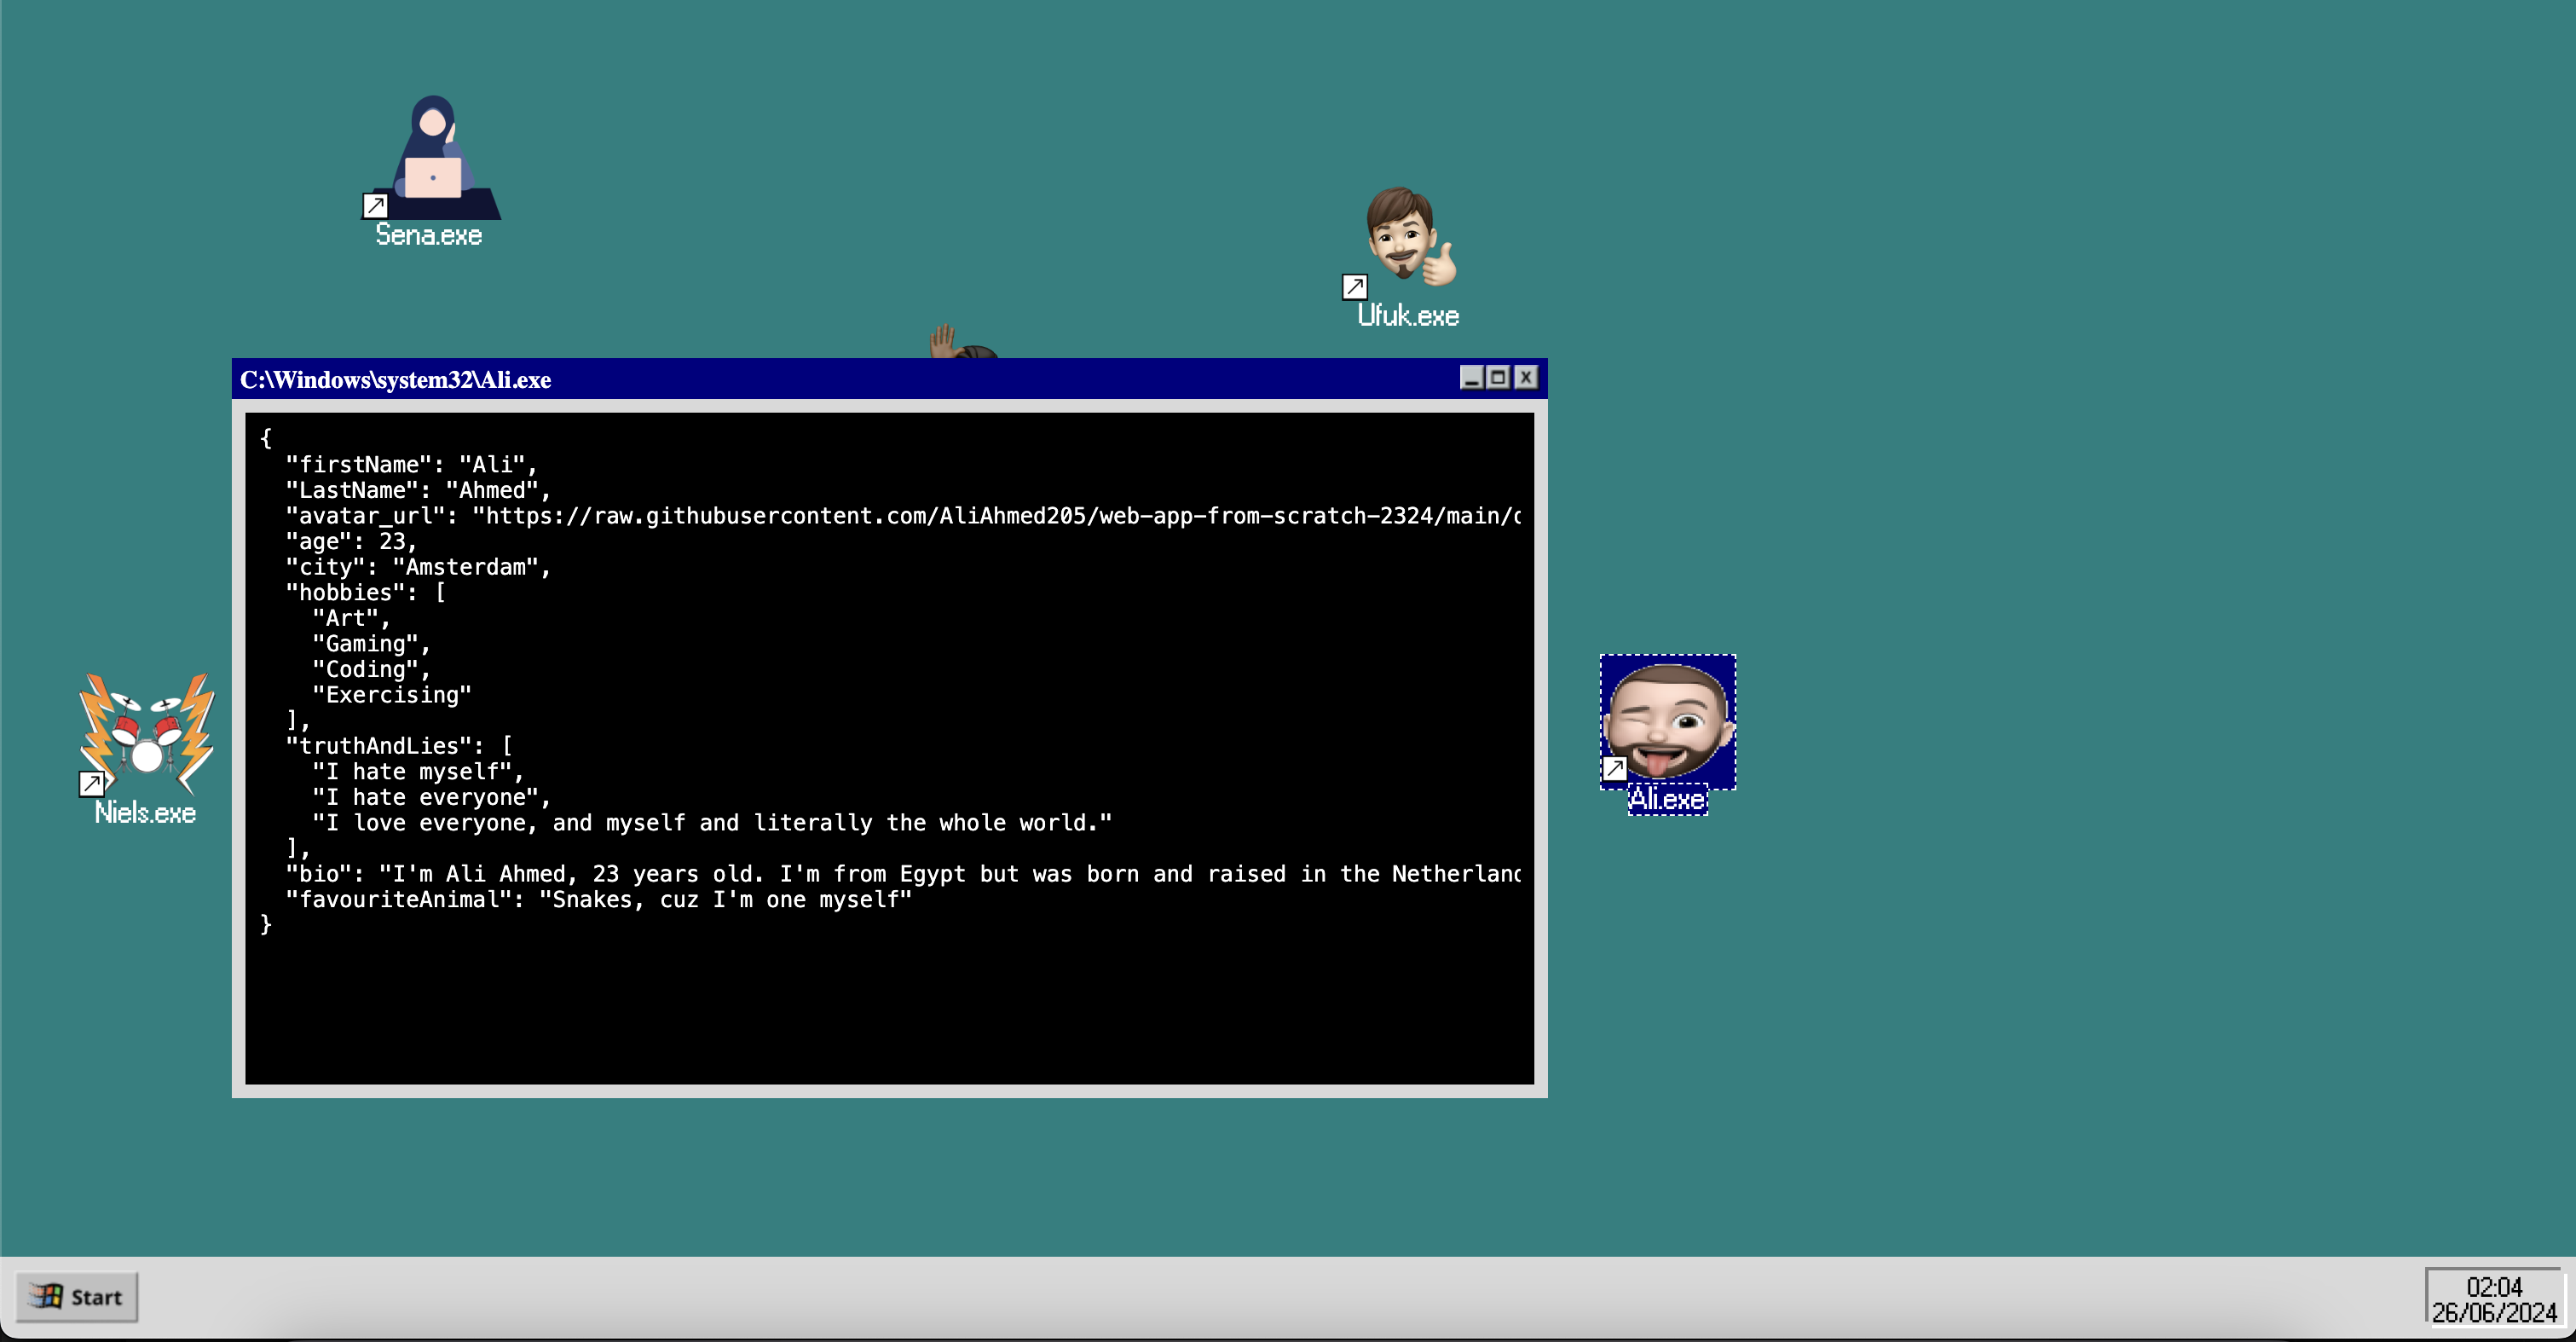 Sena.exe
Ufuk.exe
C:\Windows\system32\Ali.exe
{
  "firstName": "Ali",
  "LastName": "Ahmed",
  "avatar_url": "https://raw.githubusercontent.com/AliAhmed205/web-app-from-scratch-2324/main/
  "age": 23,
  "city": "Amsterdam",
  "hobbies": [
    "Art",
    "Gaming",
    "Coding",
    "Exercising"
  ],
  "truthAndLies": [
    "I hate myself",
    "I hate everyone",
    "I love everyone, and myself and literally the whole world."
  ],
  "bio": "I'm Ali Ahmed, 23 years old. I'm from Egypt but was born and raised in the Netherlan
  "favouriteAnimal": "Snakes, cuz I'm one myself"
}
Niels.exe
Ali.exe
Start
02:04
26/06/2024